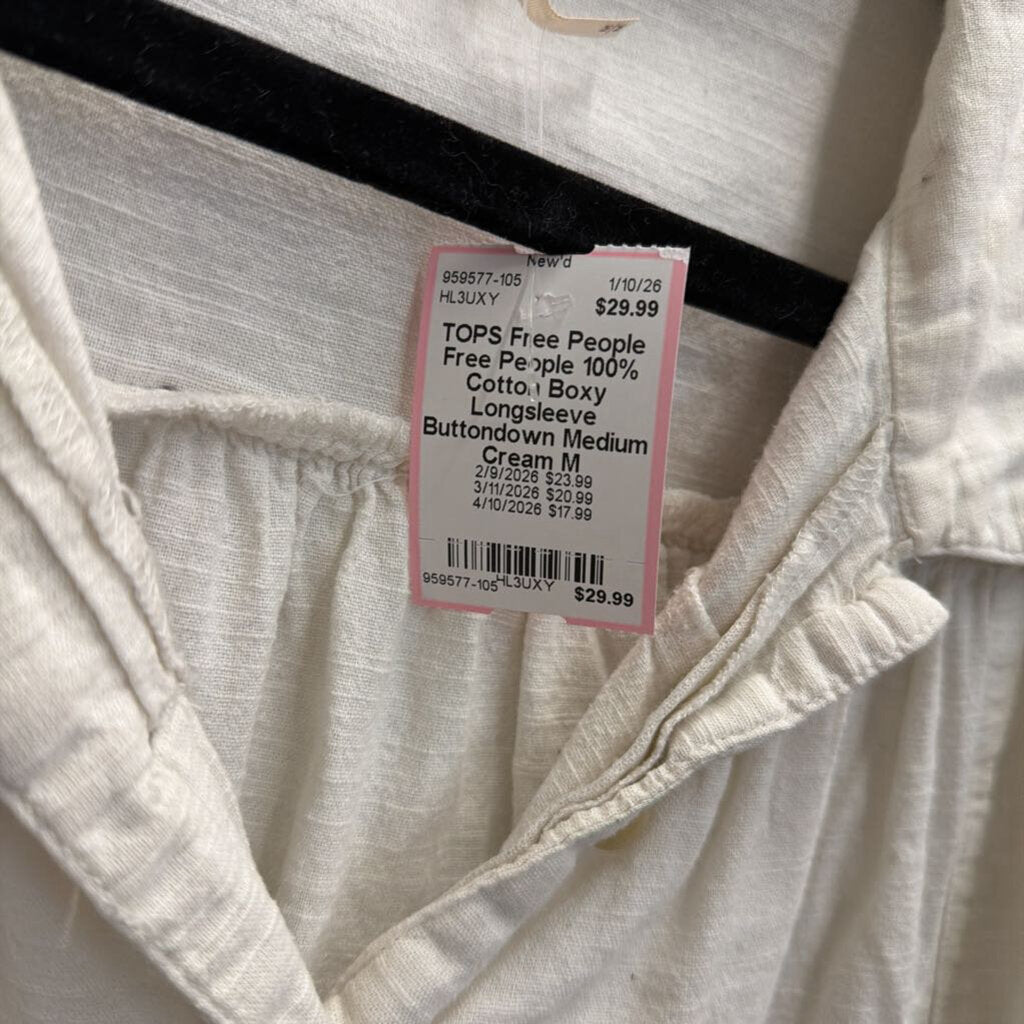 New'd
959577-105 1/10/26
HL3UXY $29.99
TOPS Free People
Free People 100%
Cotton Boxy
Longsleeve
Buttondown Medium
Cream M
2/9/2026 $23.99
3/11/2026 $20.99
4/10/2026 $17.99
959577-105 HL3UXY $29.99